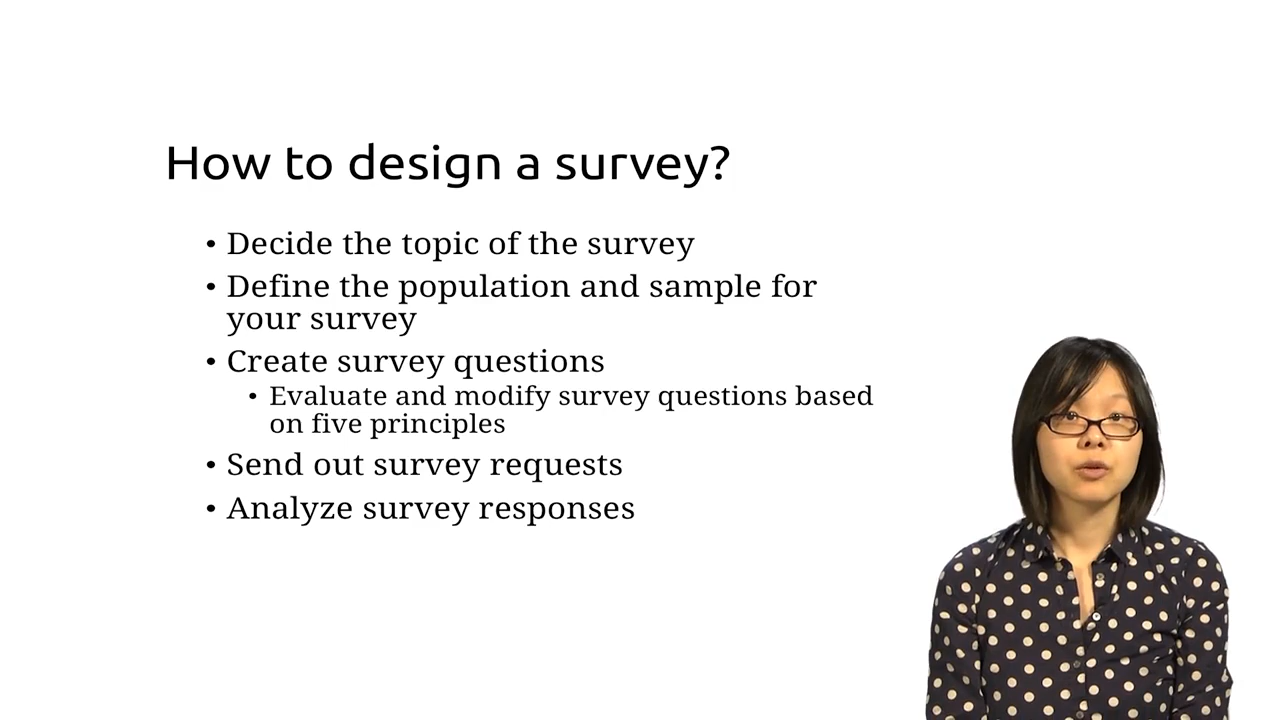 How to design a survey?
• Decide the topic of the survey
• Define the population and sample for
your survey
• Create survey questions
• Evaluate and modify survey questions based
on five principles
• Send out survey requests
• Analyze survey responses